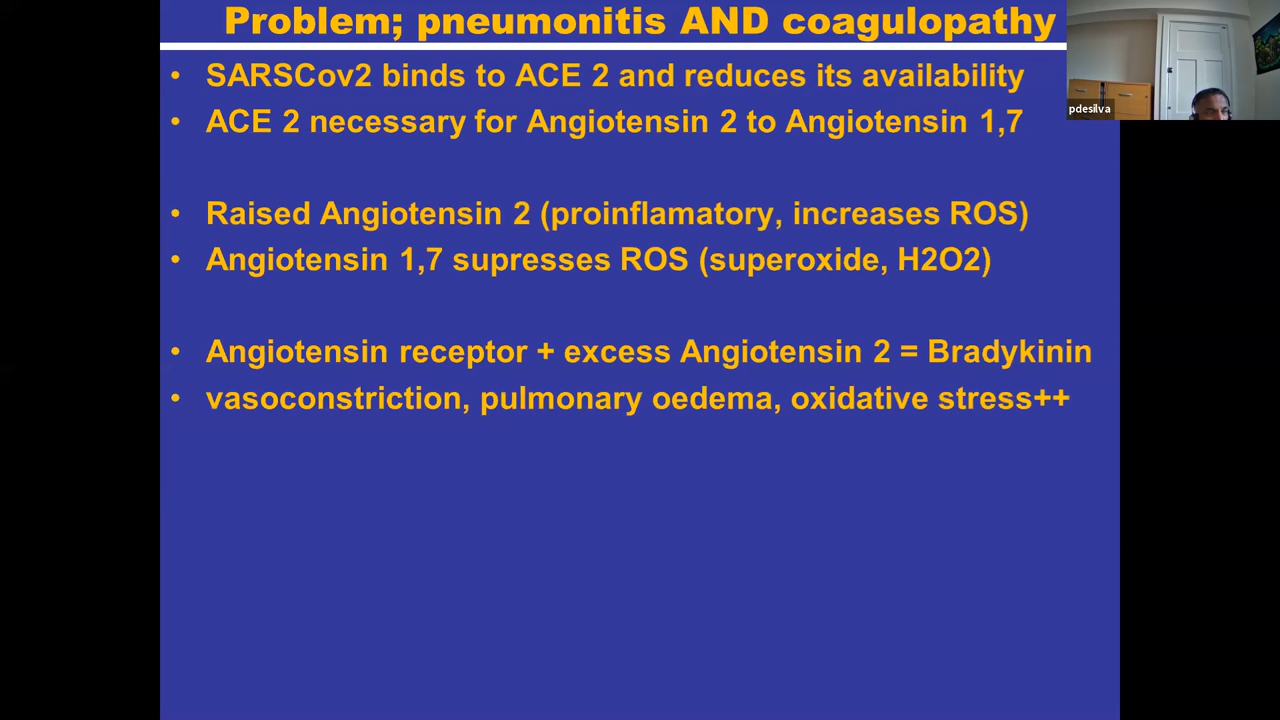 Problem; pneumonitis AND coagulopathy
• SARSCov2 binds to ACE 2 and reduces its availability
• ACE 2 necessary for Angiotensin 2 to Angiotensin 1,7
• Raised Angiotensin 2 (proinflamatory, increases ROS)
• Angiotensin 1,7 supresses ROS (superoxide, H2O2)
• Angiotensin receptor + excess Angiotensin 2 = Bradykinin
• vasoconstriction, pulmonary oedema, oxidative stress++
pdesilva